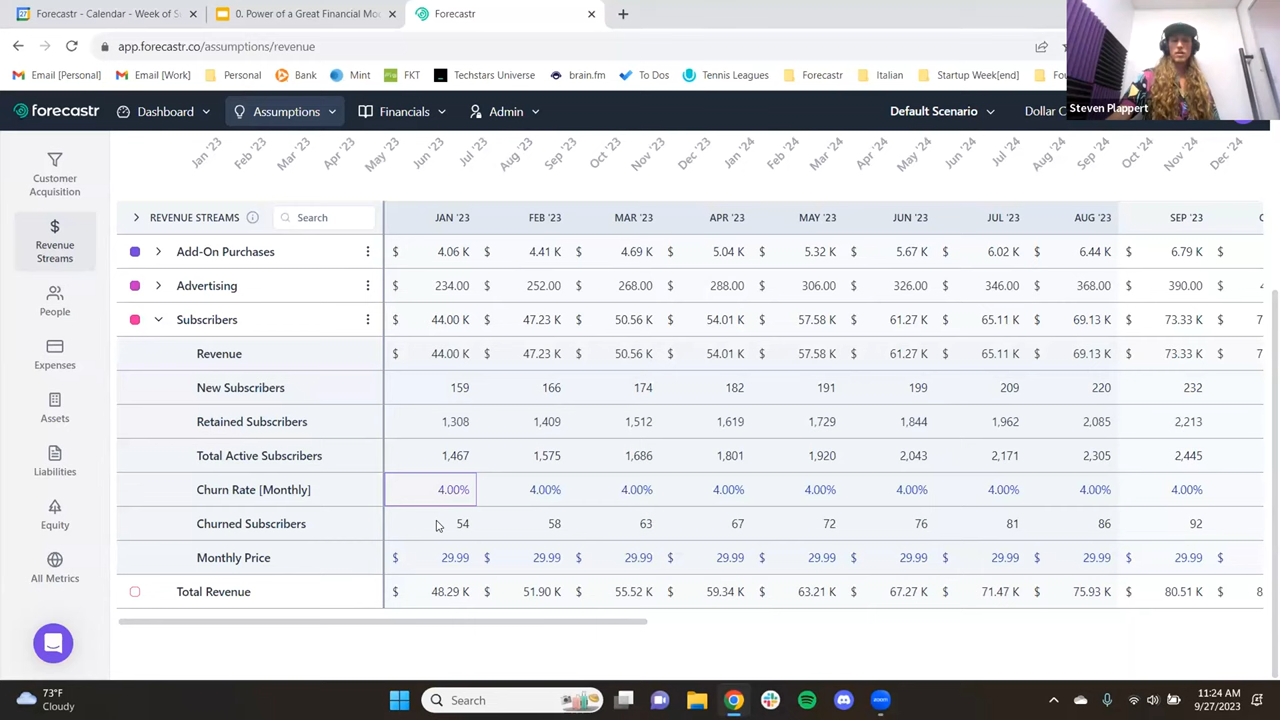 Forecastr - Calendar - Week of S
0. Power of a Great Financial Mod
Forecastr
app.forecastr.co/assumptions/revenue
Email [Personal] Email [Work] Personal Bank Mint FKT Techstars Universe brain.fm To Dos Tennis Leagues Forecastr Italian Startup Week[end]
Steven Plappert
forecastr Dashboard Assumptions Financials Admin Default Scenario
Jan '23 Feb '23 Mar '23 Apr '23 May '23 Jun '23 Jul '23 Aug '23 Sep '23 Oct '23 Nov '23 Dec '23 Jan '24 Feb '24 Mar '24 Apr '24 May '24 Jun '24 Jul '24 Aug '24 Sep '24 Oct '24 Nov '24 Dec '24
Customer
Acquisition
Revenue
Streams
People
Expenses
Assets
Liabilities
Equity
All Metrics
REVENUE STREAMS Search JAN '23 FEB '23 MAR '23 APR '23 MAY '23 JUN '23 JUL '23 AUG '23 SEP '23
Add-On Purchases $ 4.06 K $ 4.41 K $ 4.69 K $ 5.04 K $ 5.32 K $ 5.67 K $ 6.02 K $ 6.44 K $ 6.79 K $
Advertising $ 234.00 $ 252.00 $ 268.00 $ 288.00 $ 306.00 $ 326.00 $ 346.00 $ 368.00 $ 390.00 $
Subscribers $ 44.00 K $ 47.23 K $ 50.56 K $ 54.01 K $ 57.58 K $ 61.27 K $ 65.11 K $ 69.13 K $ 73.33 K $ 7
Revenue $ 44.00 K $ 47.23 K $ 50.56 K $ 54.01 K $ 57.58 K $ 61.27 K $ 65.11 K $ 69.13 K $ 73.33 K $ 7
New Subscribers 159 166 174 182 191 199 209 220 232
Retained Subscribers 1,308 1,409 1,512 1,619 1,729 1,844 1,962 2,085 2,213
Total Active Subscribers 1,467 1,575 1,686 1,801 1,920 2,043 2,171 2,305 2,445
Churn Rate [Monthly] 4.00% 4.00% 4.00% 4.00% 4.00% 4.00% 4.00% 4.00% 4.00%
Churned Subscribers 54 58 63 67 72 76 81 86 92
Monthly Price $ 29.99 $ 29.99 $ 29.99 $ 29.99 $ 29.99 $ 29.99 $ 29.99 $ 29.99 $ 29.99 $
Total Revenue $ 48.29 K $ 51.90 K $ 55.52 K $ 59.34 K $ 63.21 K $ 67.27 K $ 71.47 K $ 75.93 K $ 80.51 K $ 8
73°F
Cloudy
Search
zoom
11:24 AM
9/27/2023